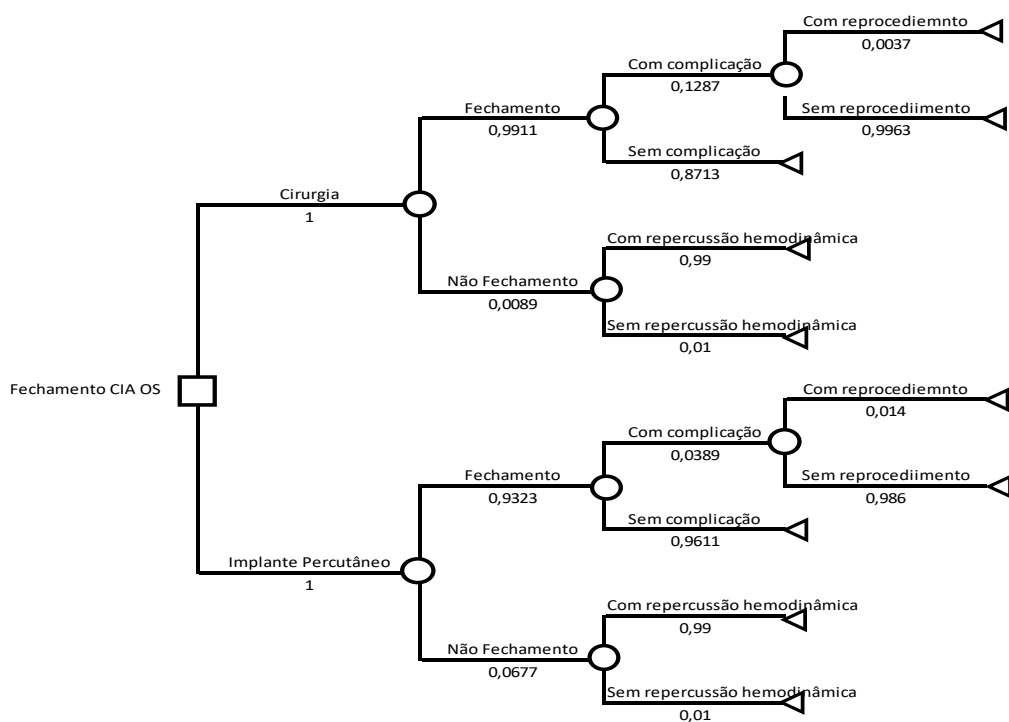 Com reprocediemnto
0,0037
Com complicação
0,1287
Fechamento
0,9911
Sem reprocediimento
0,9963
Sem complicação
0,8713
Cirurgia
1
Com repercussão hemodinâmica
0,99
Não Fechamento
0,0089
Sem repercussão hemodinâmica
0,01
Fechamento CIA OS
Com reprocediemnto
0,014
Com complicação
0,0389
Fechamento
0,9323
Sem reprocediimento
0,986
Sem complicação
0,9611
Implante Percutâneo
1
Com repercussão hemodinâmica
0,99
Não Fechamento
0,0677
Sem repercussão hemodinâmica
0,01